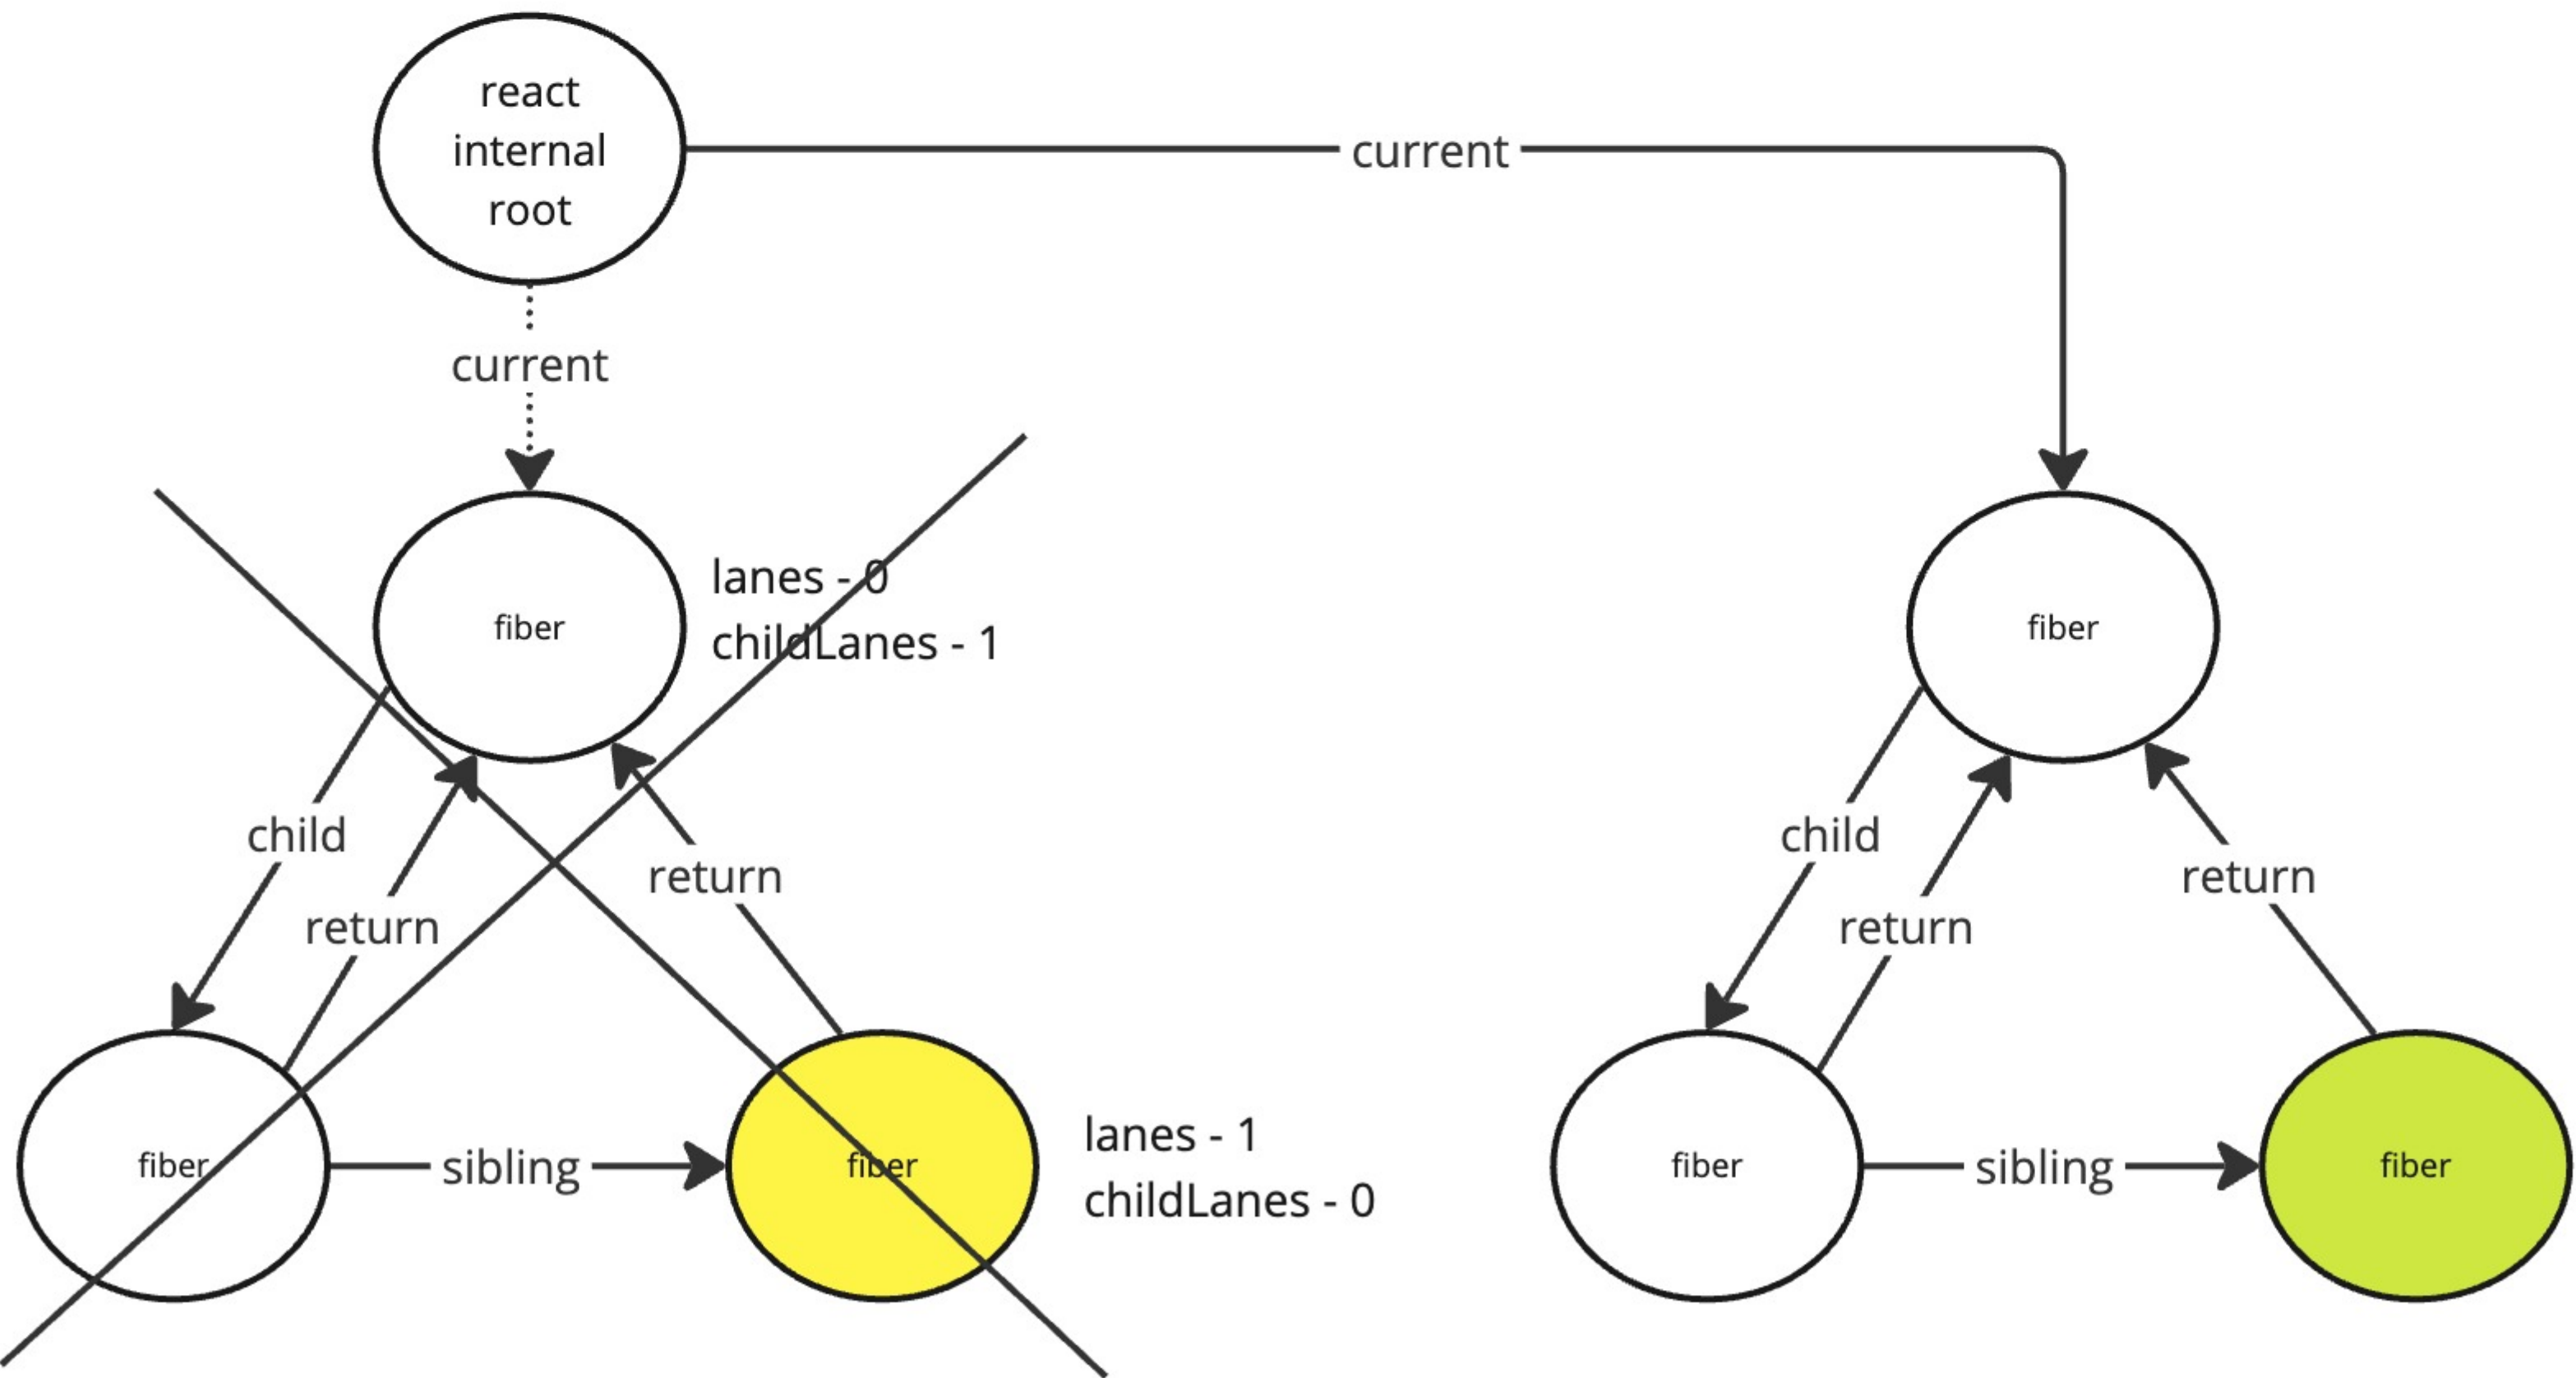 react
internal
root
current
current
lanes - 0
childLanes - 1
fiber
fiber
child
return
return
child
return
return
fiber
sibling
fiber
lanes - 1
childLanes - 0
fiber
sibling
fiber